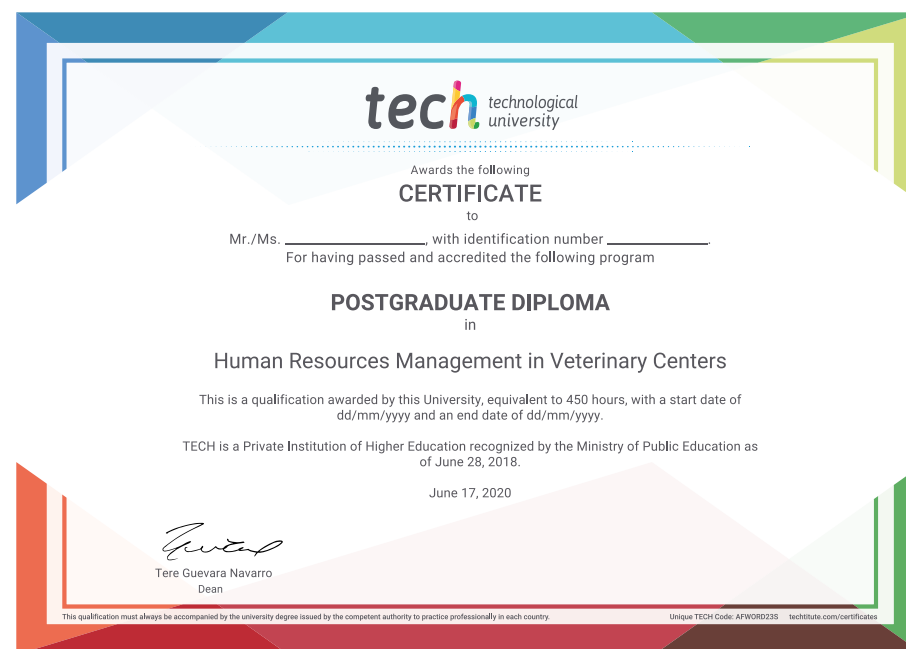 tech technological
university
Awards the following
CERTIFICATE
to
Mr./Ms. ____________, with identification number ____________.
For having passed and accredited the following program
POSTGRADUATE DIPLOMA
in
Human Resources Management in Veterinary Centers
This is a qualification awarded by this University, equivalent to 450 hours, with a start date of
dd/mm/yyyy and an end date of dd/mm/yyyy.
TECH is a Private Institution of Higher Education recognized by the Ministry of Public Education as
of June 28, 2018.
June 17, 2020
Tere Guevara Navarro
Dean
This qualification must always be accompanied by the university degree issued by the competent authority to practice professionally in each country.
Unique TECH Code: AFWORD23S techtitute.com/certificates